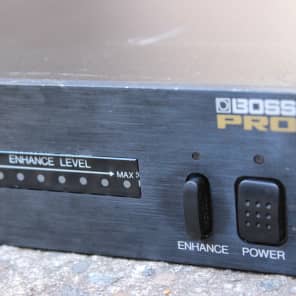 BOSS
PRO
ENHANCE LEVEL
MAX
ENHANCE
POWER